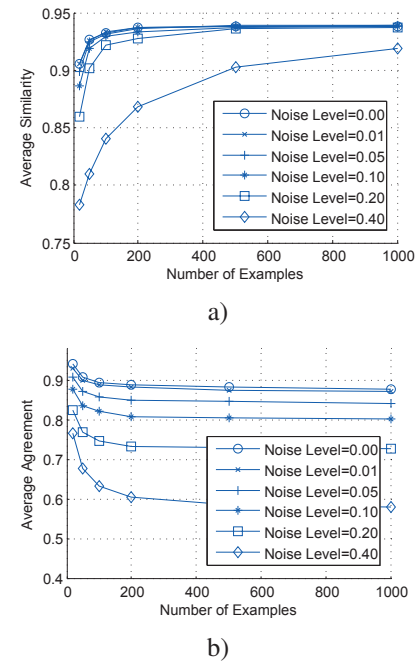 0.95
0.9
0.85
0.8
0.75
Average Similarity
Noise Level=0.00
Noise Level=0.01
Noise Level=0.05
Noise Level=0.10
Noise Level=0.20
Noise Level=0.40
0 200 400 600 800 1000
Number of Examples
a)
0.9
0.8
0.7
0.6
0.5
0.4
Average Agreement
Noise Level=0.00
Noise Level=0.01
Noise Level=0.05
Noise Level=0.10
Noise Level=0.20
Noise Level=0.40
0 200 400 600 800 1000
Number of Examples
b)